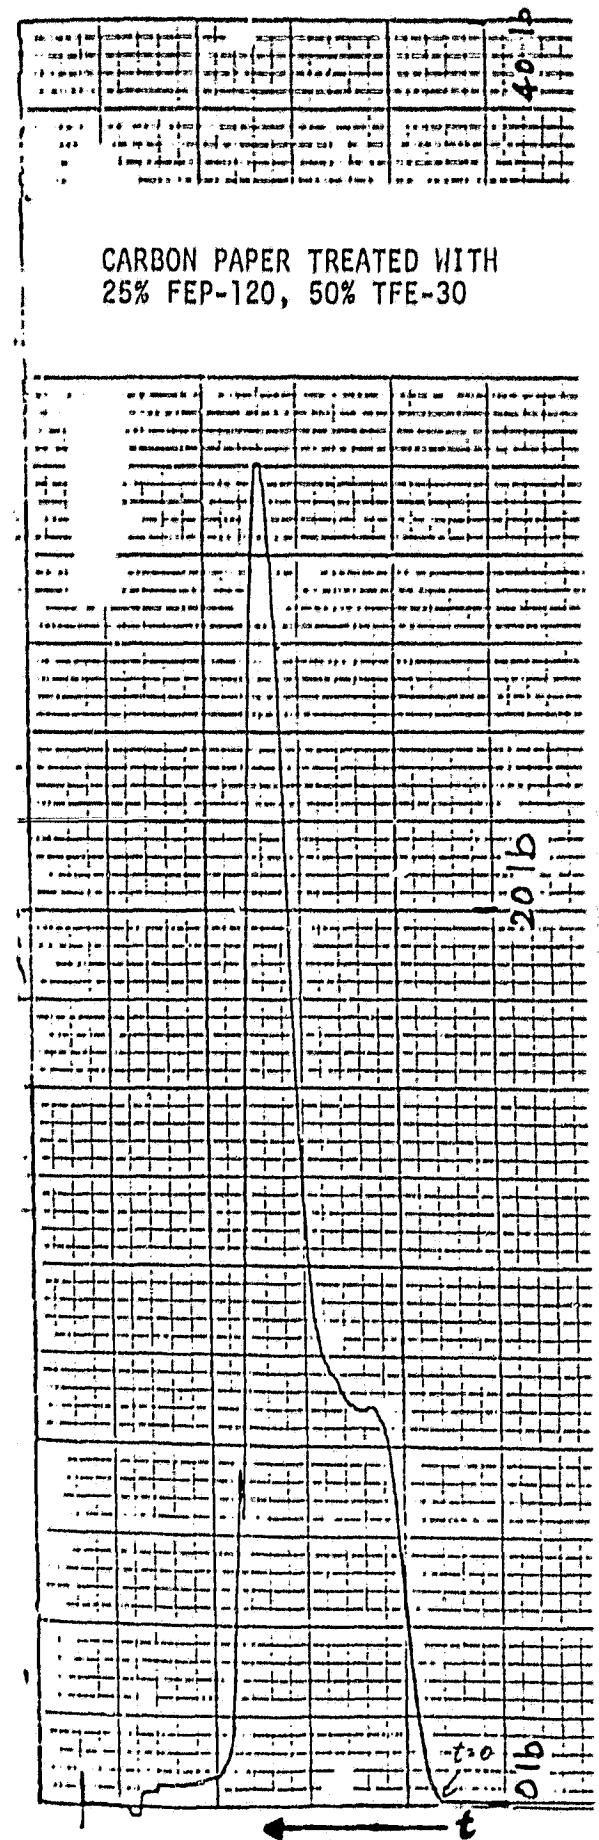 40 lb
CARBON PAPER TREATED WITH
25% FEP-120, 50% TFE-30
20 lb
t=0
0 lb
t